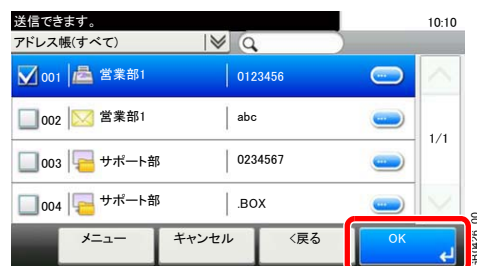 送信できます。 10:10
アドレス帳(すべて)
001 営業部1 0123456
002 営業部1 abc
1/1
003 サポート部 0234567
004 サポート部 .BOX
メニュー キャンセル <戻る OK